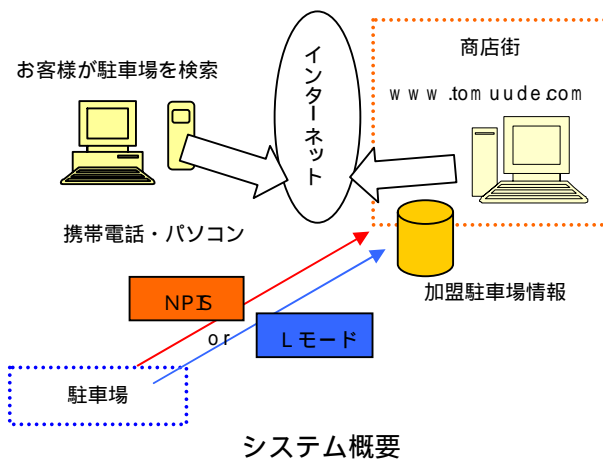 お客様が駐車場を検索
インターネット
商店街
www.tomuude.com
携帯電話・パソコン
加盟駐車場情報
NPIS
or
Lモード
駐車場
システム概要